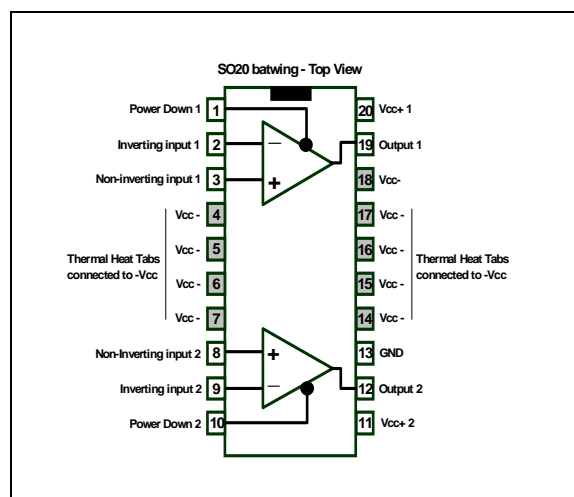 SO20 batwing - Top View
Power Down 1
1
20
Vcc+ 1
Inverting input 1
2
–
19
Output 1
Non-inverting input 1
3
+
18
Vcc-
Vcc -
4
17
Vcc -
Vcc -
5
16
Vcc -
Thermal Heat Tabs
connected to -Vcc
Thermal Heat Tabs
connected to -Vcc
Vcc -
6
15
Vcc -
Vcc -
7
14
Vcc -
Non-Inverting input 2
8
+
13
GND
Inverting input 2
9
–
12
Output 2
Power Down 2
10
11
Vcc+ 2